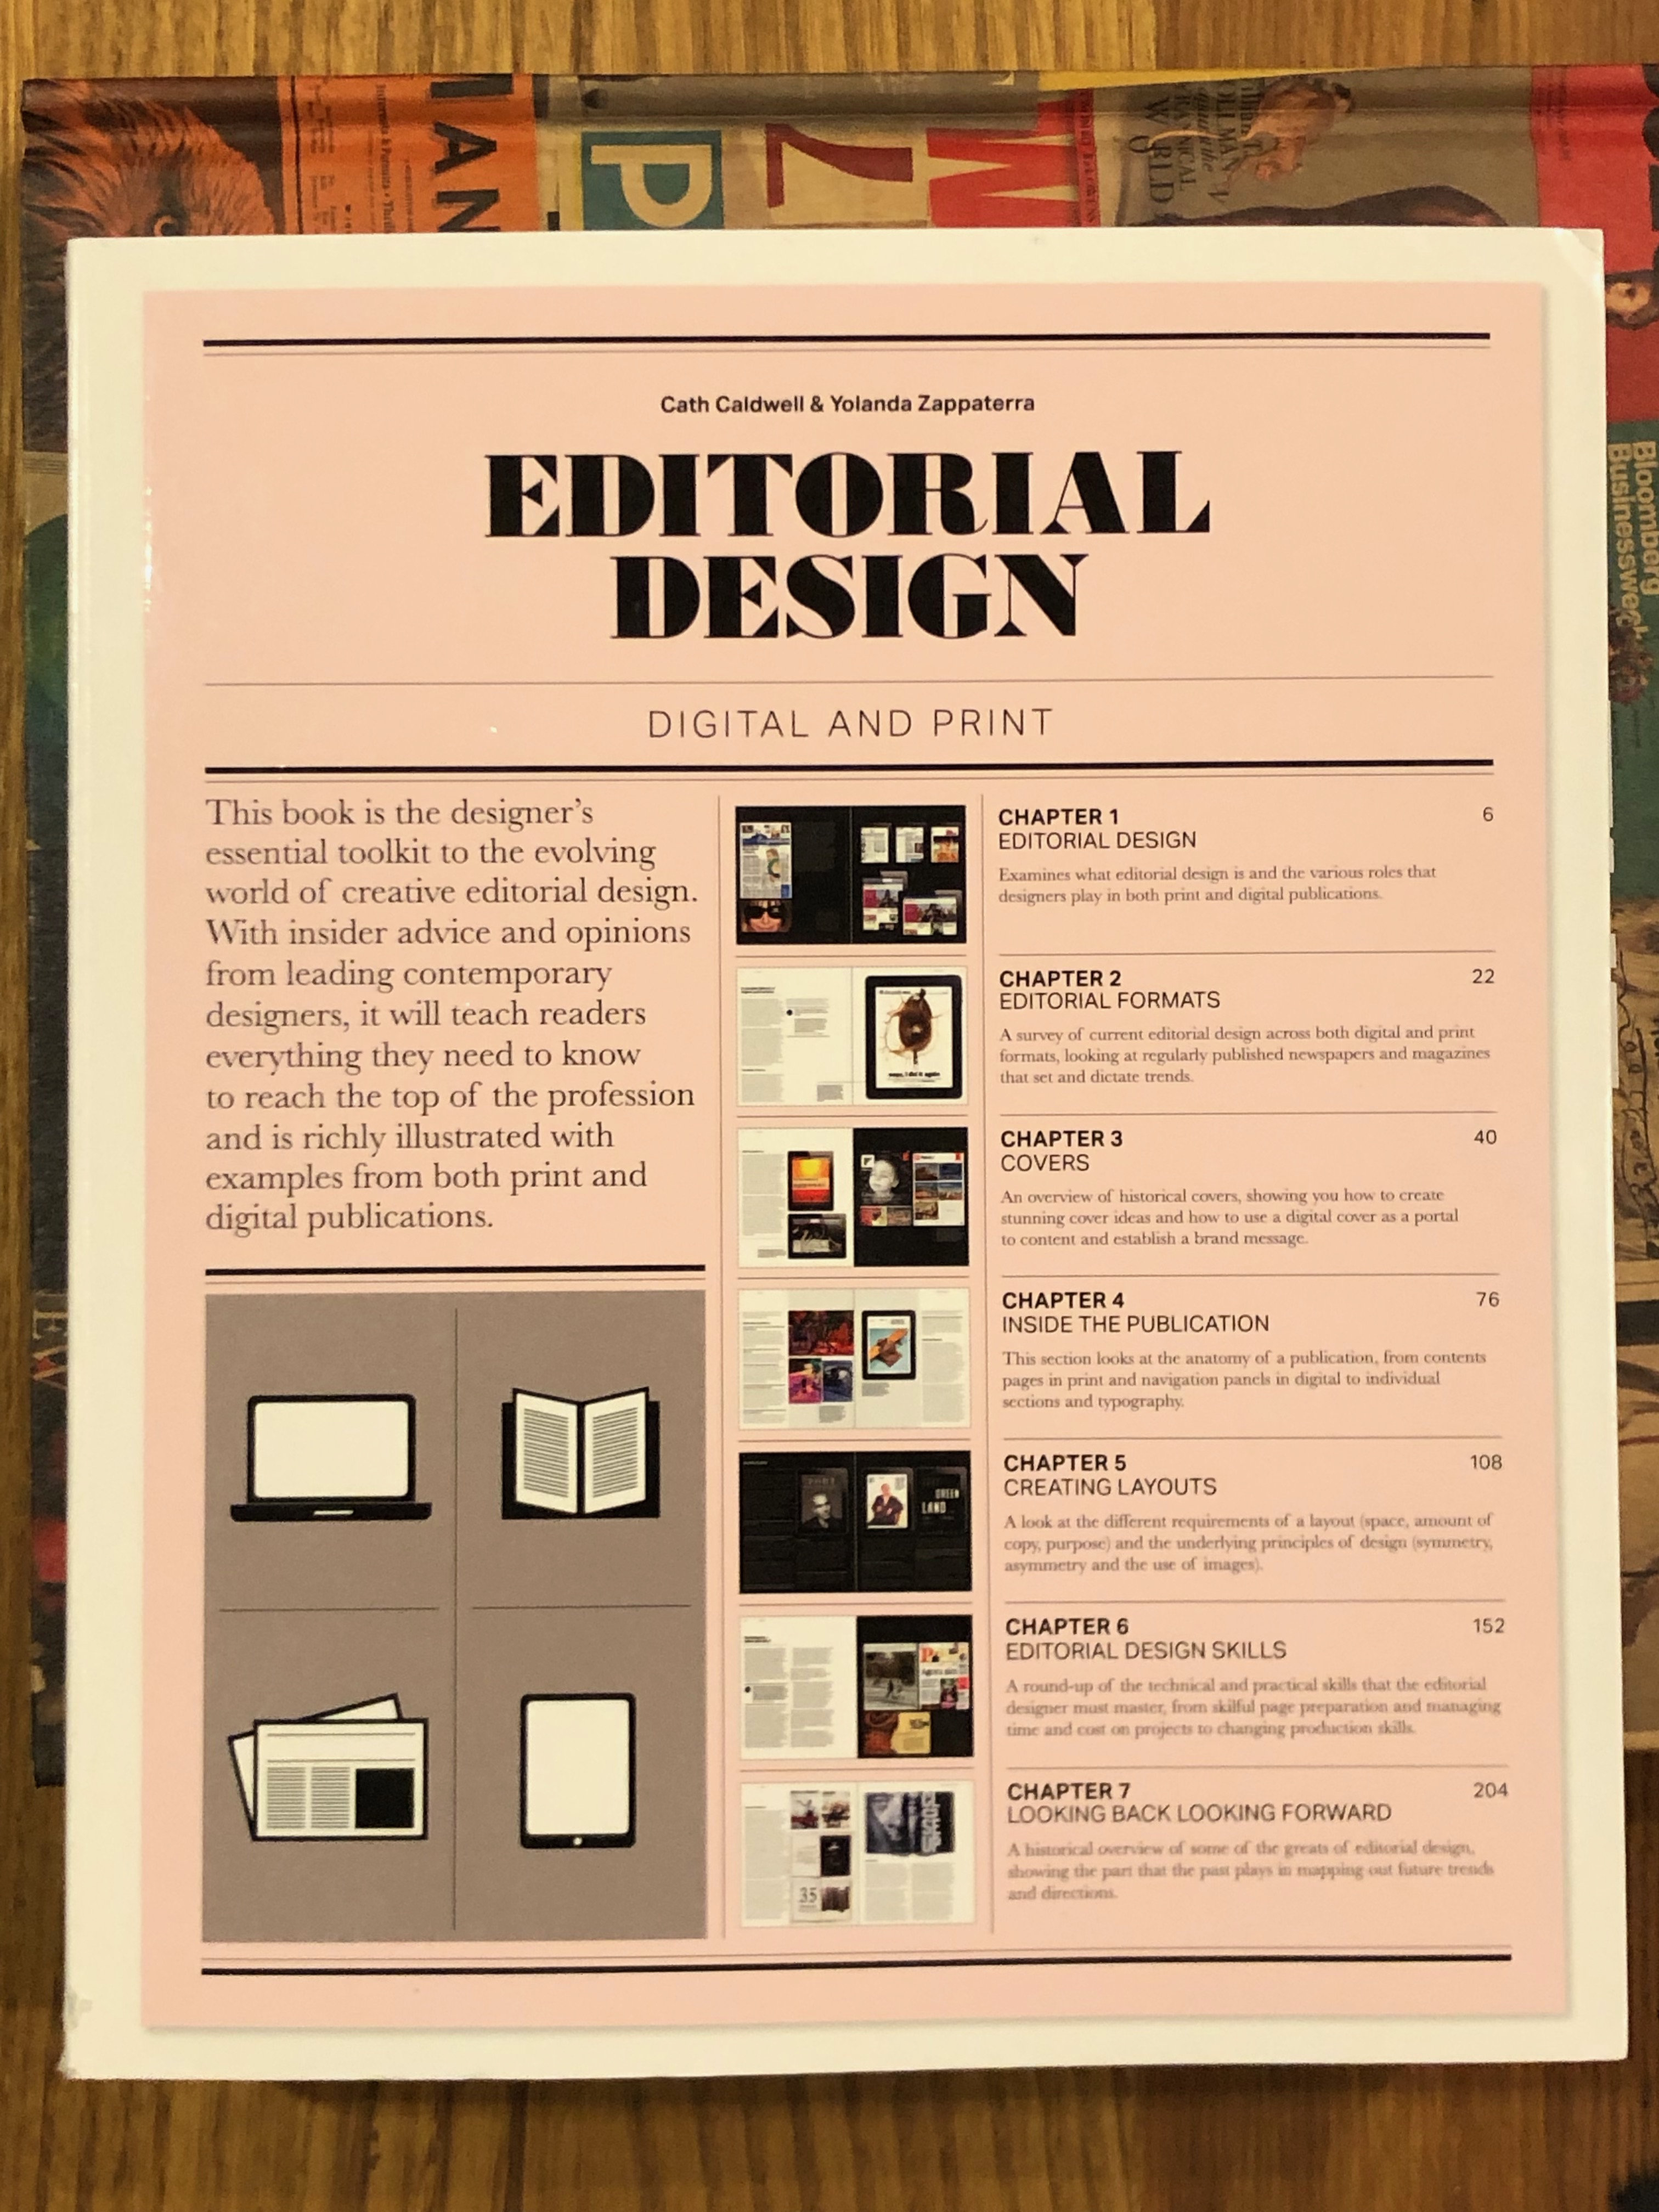 IAN
P
Z
W
Bloomberg
Businessweek
Cath Caldwell & Yolanda Zappaterra
EDITORIAL
DESIGN
DIGITAL AND PRINT
This book is the designer's
essential toolkit to the evolving
world of creative editorial design.
With insider advice and opinions
from leading contemporary
designers, it will teach readers
everything they need to know
to reach the top of the profession
and is richly illustrated with
examples from both print and
digital publications.
CHAPTER 1 6
EDITORIAL DESIGN
Examines what editorial design is and the various roles that
designers play in both print and digital publications.
CHAPTER 2 22
EDITORIAL FORMATS
A survey of current editorial design across both digital and print
formats, looking at regularly published newspapers and magazines
that set and dictate trends.
CHAPTER 3 40
COVERS
An overview of historical covers, showing you how to create
stunning cover ideas and how to use a digital cover as a portal
to content and establish a brand message.
CHAPTER 4 76
INSIDE THE PUBLICATION
This section looks at the anatomy of a publication, from contents
pages in print and navigation panels in digital to individual
sections and typography.
CHAPTER 5 108
CREATING LAYOUTS
A look at the different requirements of a layout (space, amount of
copy, purpose) and the underlying principles of design (symmetry,
asymmetry and the use of images).
CHAPTER 6 152
EDITORIAL DESIGN SKILLS
A round-up of the technical and practical skills that the editorial
designer must master, from skilful page preparation and managing
time and cost on projects to changing production skills.
CHAPTER 7 204
LOOKING BACK LOOKING FORWARD
A historical overview of some of the greats of editorial design,
showing the part that the past plays in mapping out future trends
and directions.
GREEN
LAND
35